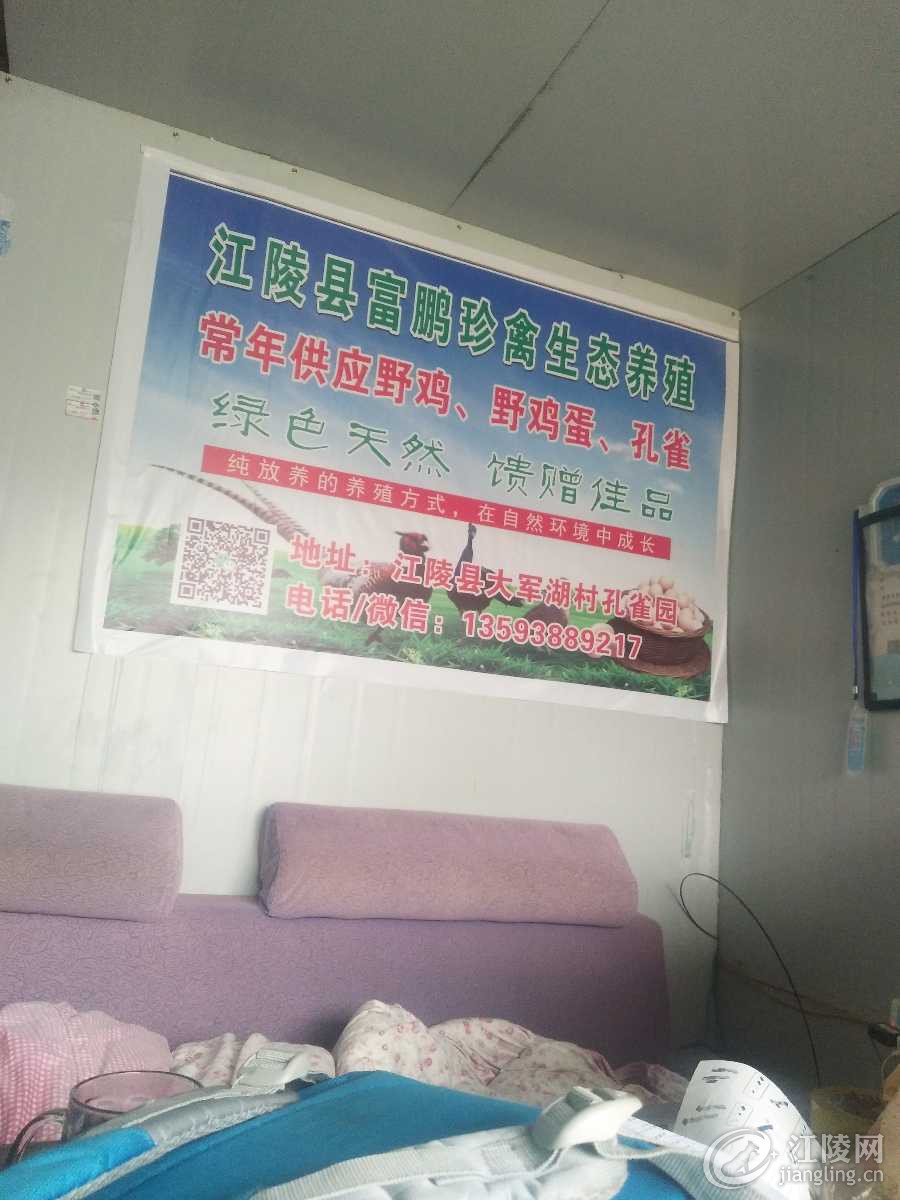 江陵县富鹏珍禽生态养殖
常年供应野鸡、野鸡蛋、孔雀
绿色天然 馈赠佳品
纯放养的养殖方式，在自然环境中成长
地址：江陵县大军湖村孔雀园
电话/微信：13593889217
江陵网
jiangling.cn